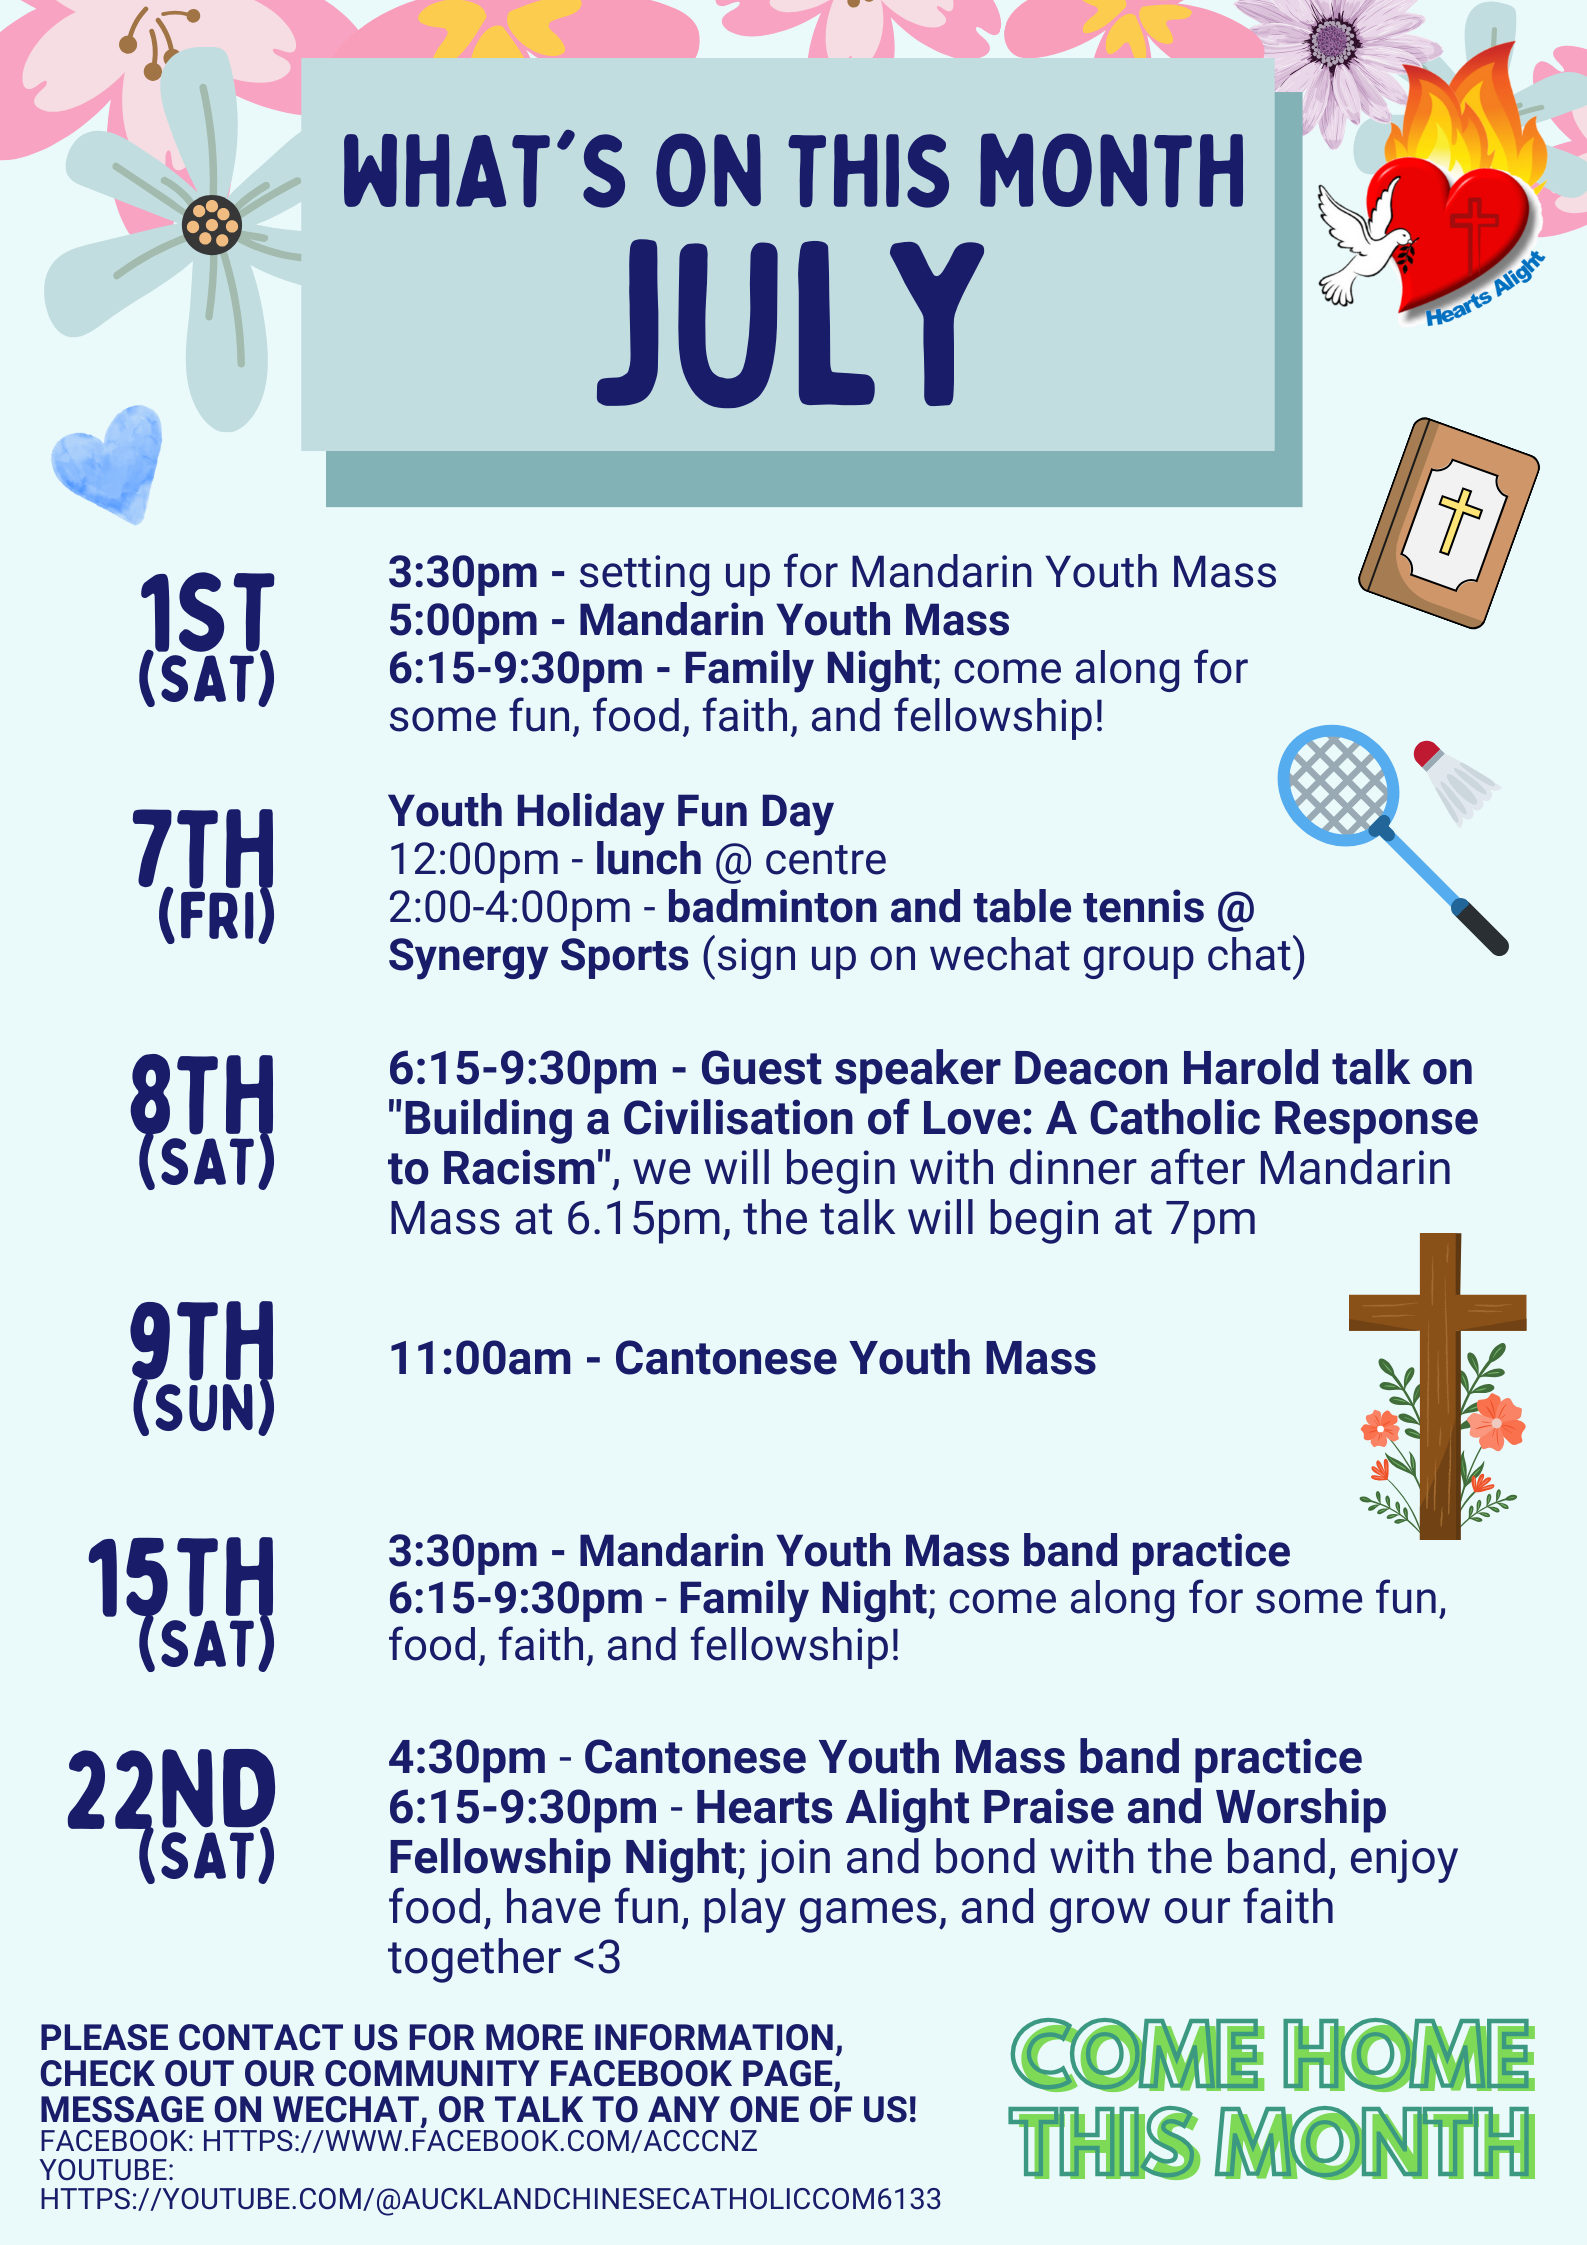 WHAT'S ON THIS MONTH
JULY
Hearts Alight
1ST
(SAT)
3:30pm - setting up for Mandarin Youth Mass
5:00pm - Mandarin Youth Mass
6:15-9:30pm - Family Night; come along for
some fun, food, faith, and fellowship!
7TH
(FRI)
Youth Holiday Fun Day
12:00pm - lunch @ centre
2:00-4:00pm - badminton and table tennis @
Synergy Sports (sign up on wechat group chat)
8TH
(SAT)
6:15-9:30pm - Guest speaker Deacon Harold talk on
"Building a Civilisation of Love: A Catholic Response
to Racism", we will begin with dinner after Mandarin
Mass at 6.15pm, the talk will begin at 7pm
9TH
(SUN)
11:00am - Cantonese Youth Mass
15TH
(SAT)
3:30pm - Mandarin Youth Mass band practice
6:15-9:30pm - Family Night; come along for some fun,
food, faith, and fellowship!
22ND
(SAT)
4:30pm - Cantonese Youth Mass band practice
6:15-9:30pm - Hearts Alight Praise and Worship
Fellowship Night; join and bond with the band, enjoy
food, have fun, play games, and grow our faith
together <3
PLEASE CONTACT US FOR MORE INFORMATION,
CHECK OUT OUR COMMUNITY FACEBOOK PAGE,
MESSAGE ON WECHAT, OR TALK TO ANY ONE OF US!
FACEBOOK: HTTPS://WWW.FACEBOOK.COM/ACCCNZ
YOUTUBE:
HTTPS://YOUTUBE.COM/@AUCKLANDCHINESECATHOLICCOM6133
COME HOME
THIS MONTH